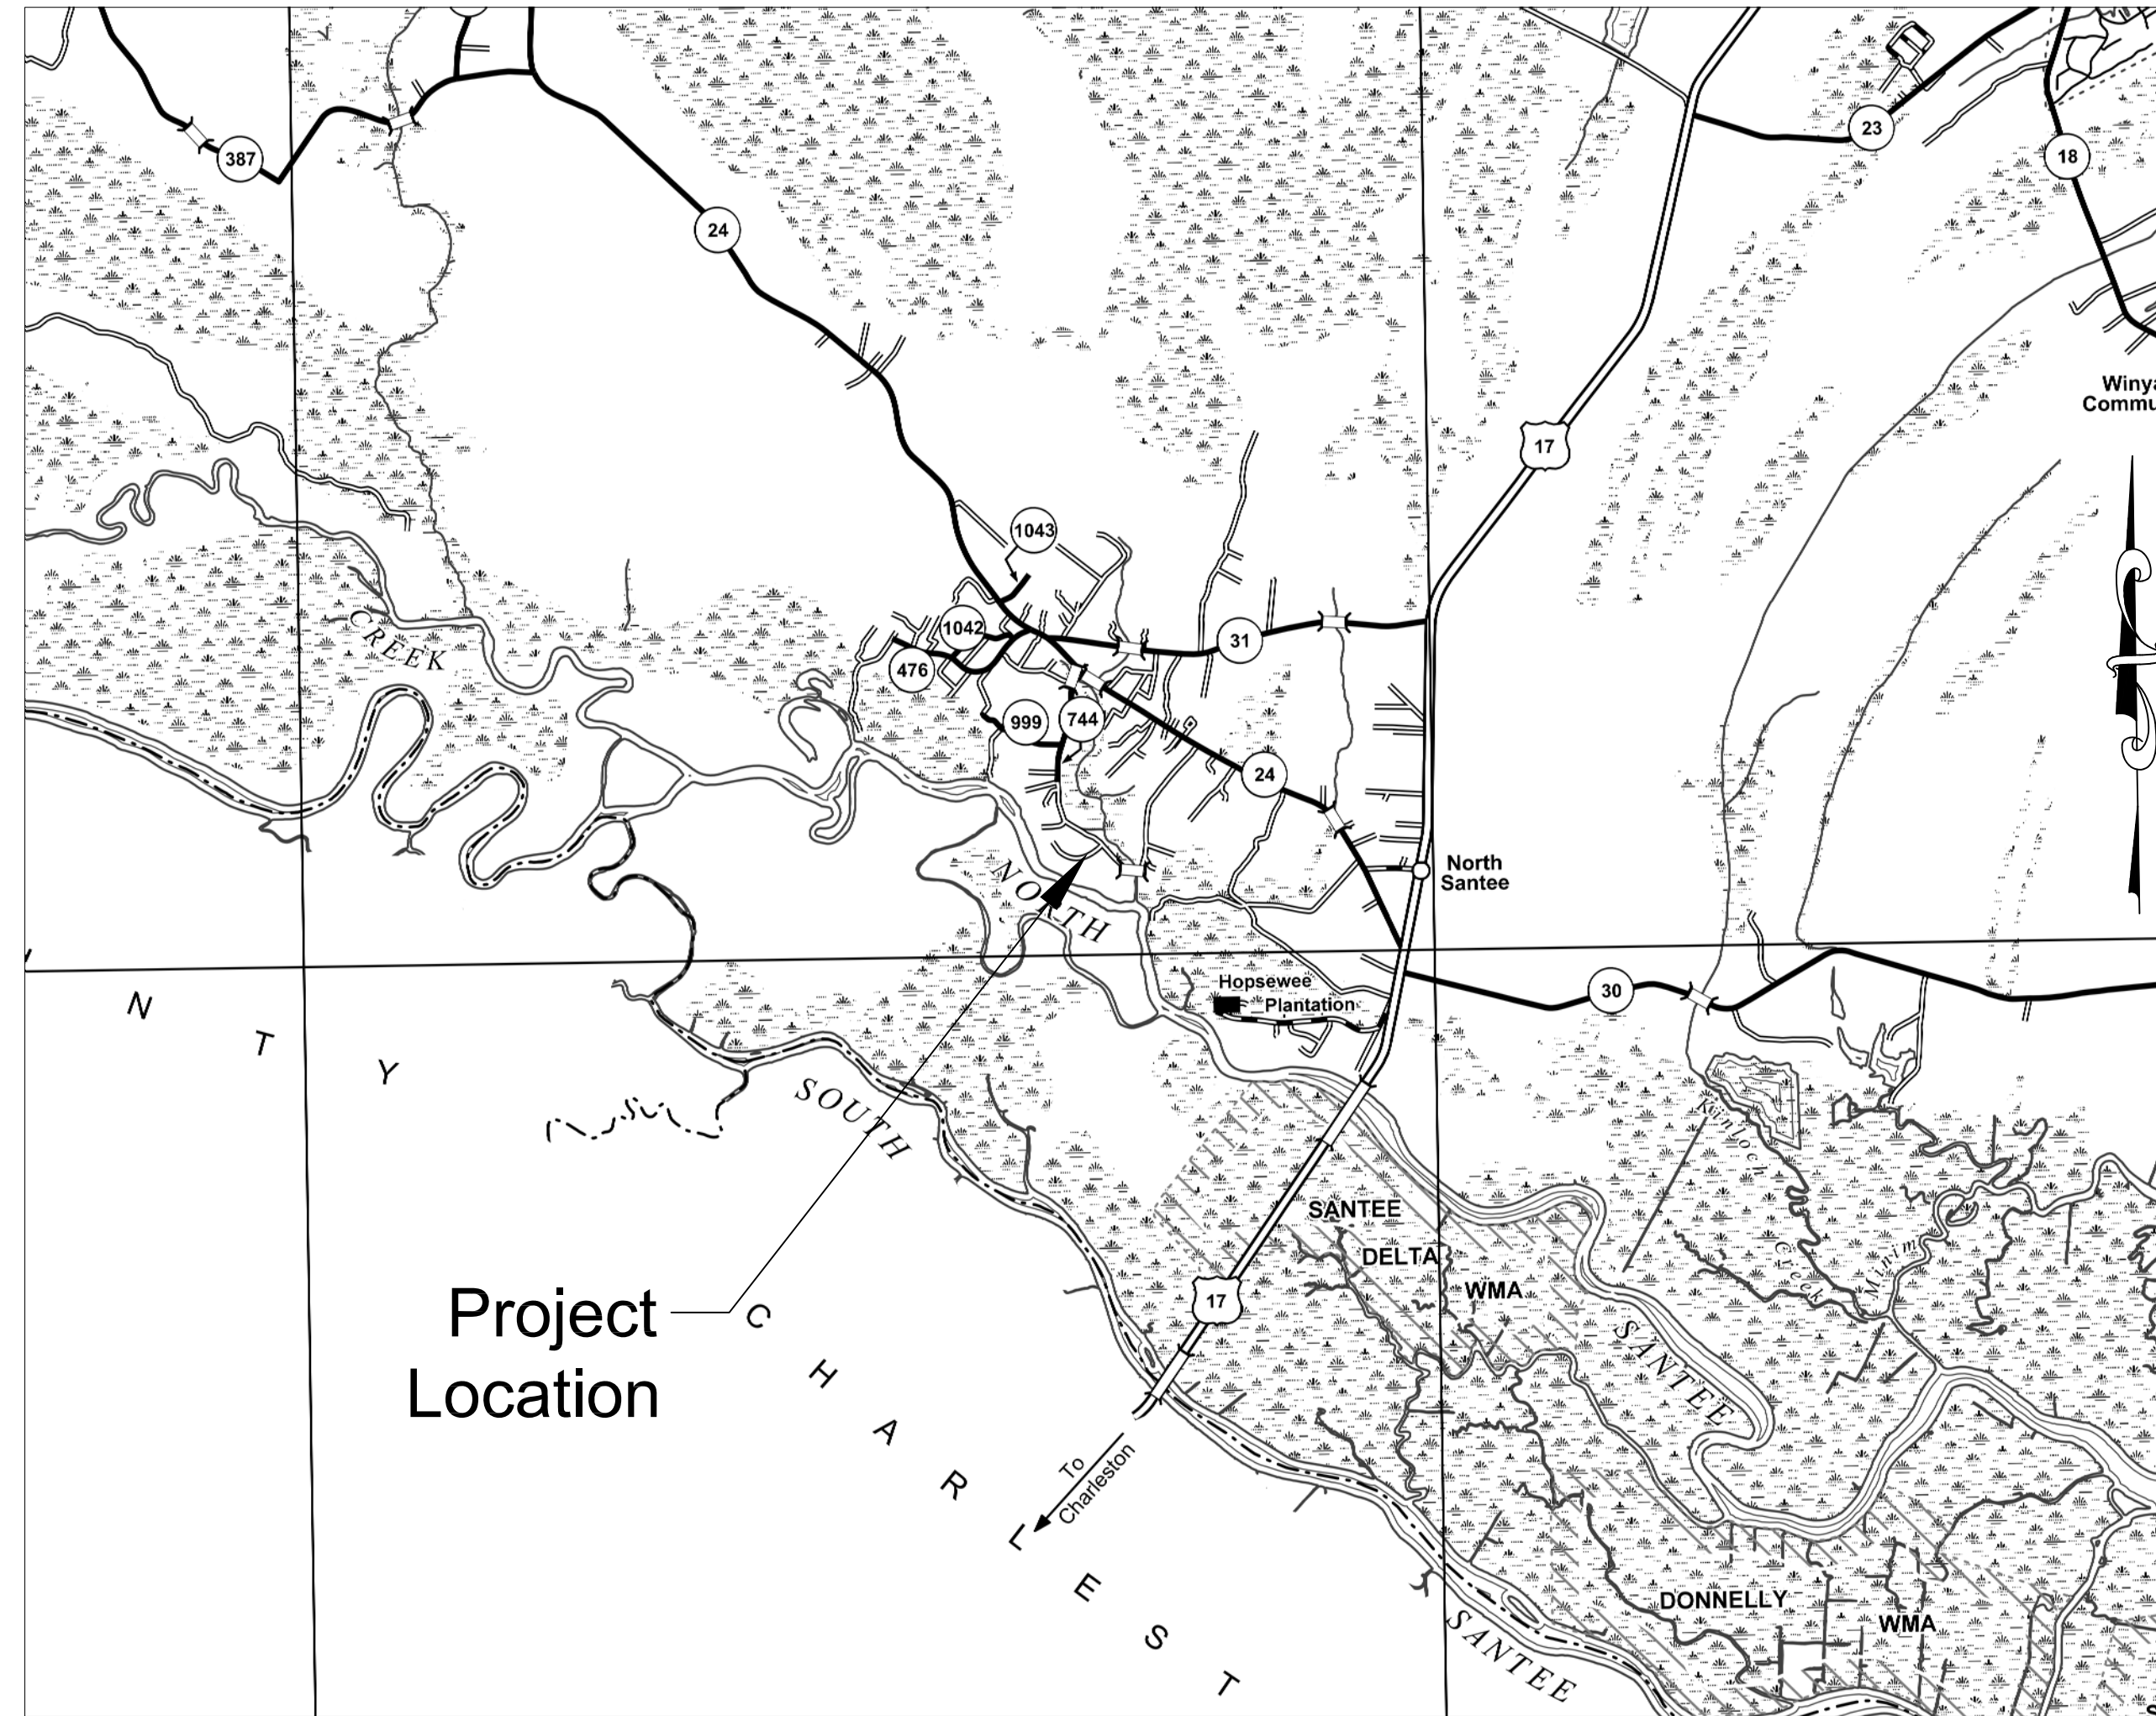 387
24
23
18
17
Winya
Commu
1043
1042
31
476
999
744
24
CREEK
North
Santee
NORTH
30
Hopsewee
Plantation
N T Y
SOUTH
Kinloch
Creek
Minim
SANTEE
DELTA
WMA
17
Project
Location
SANTEE
C H A R L E S T
To
Charleston
DONNELLY
WMA
SANTEE